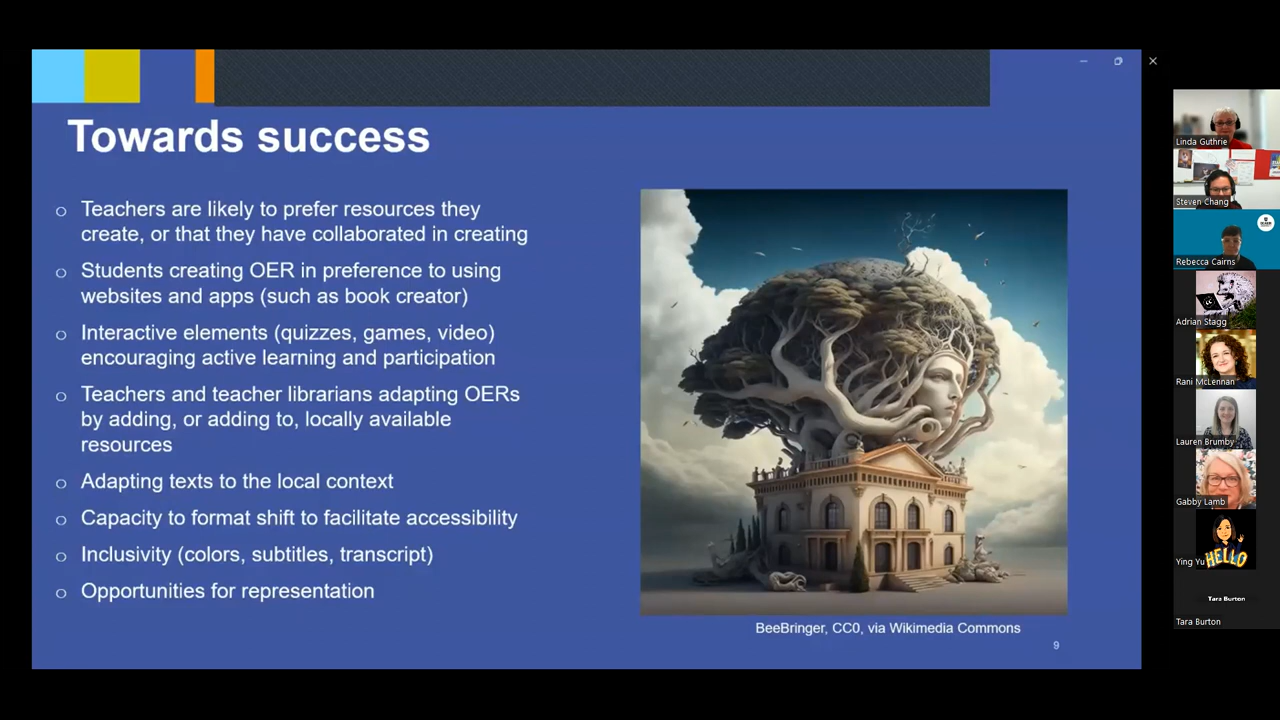 Towards success
o Teachers are likely to prefer resources they
create, or that they have collaborated in creating
o Students creating OER in preference to using
websites and apps (such as book creator)
o Interactive elements (quizzes, games, video)
encouraging active learning and participation
o Teachers and teacher librarians adapting OERs
by adding, or adding to, locally available
resources
o Adapting texts to the local context
o Capacity to format shift to facilitate accessibility
o Inclusivity (colors, subtitles, transcript)
o Opportunities for representation
BeeBringer, CC0, via Wikimedia Commons
9
Linda Guthrie
Steven Chang
Rebecca Cairns
Adrian Stagg
Rani McLennan
Lauren Brumby
Gabby Lamb
Ying Yu
HELLO
Tara Burton
Tara Burton